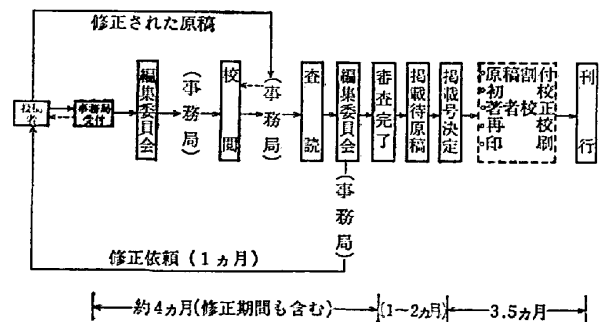 修正された原稿
投稿者
事務局受付
編集委員会
(事務局)
校閲
(事務局)
査読
編集委員会
(事務局)
審査完了
掲載待原稿
掲載号決定
原稿割付
初校
著者校正
再校
印刷
刊行
修正依頼(1ヵ月)
約4ヵ月(修正期間も含む)
(1~2ヵ月)
3.5ヵ月